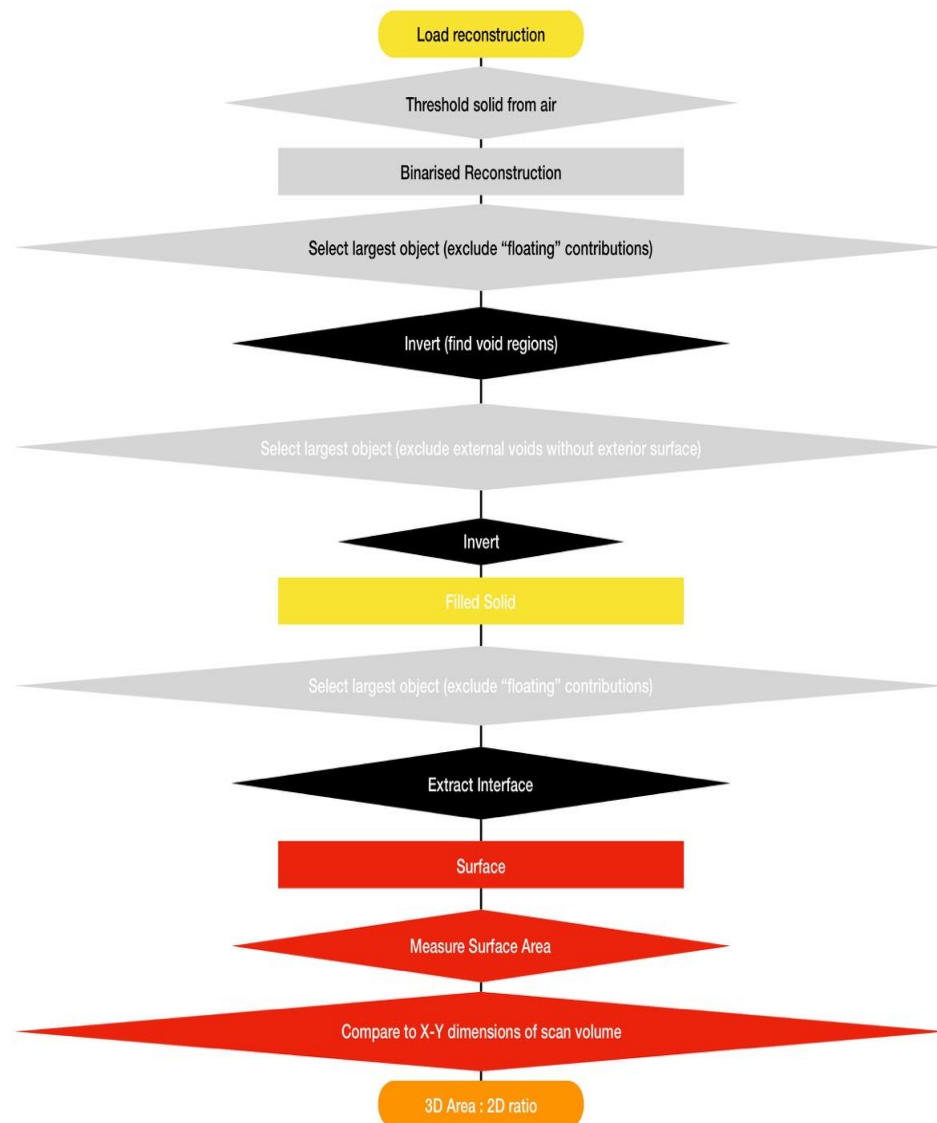 Load reconstruction
Threshold solid from air
Binarised Reconstruction
Select largest object (exclude “floating” contributions)
Invert (find void regions)
Select largest object (exclude external voids without exterior surface)
Invert
Filled Solid
Select largest object (exclude “floating” contributions)
Extract Interface
Surface
Measure Surface Area
Compare to X-Y dimensions of scan volume
3D Area : 2D ratio